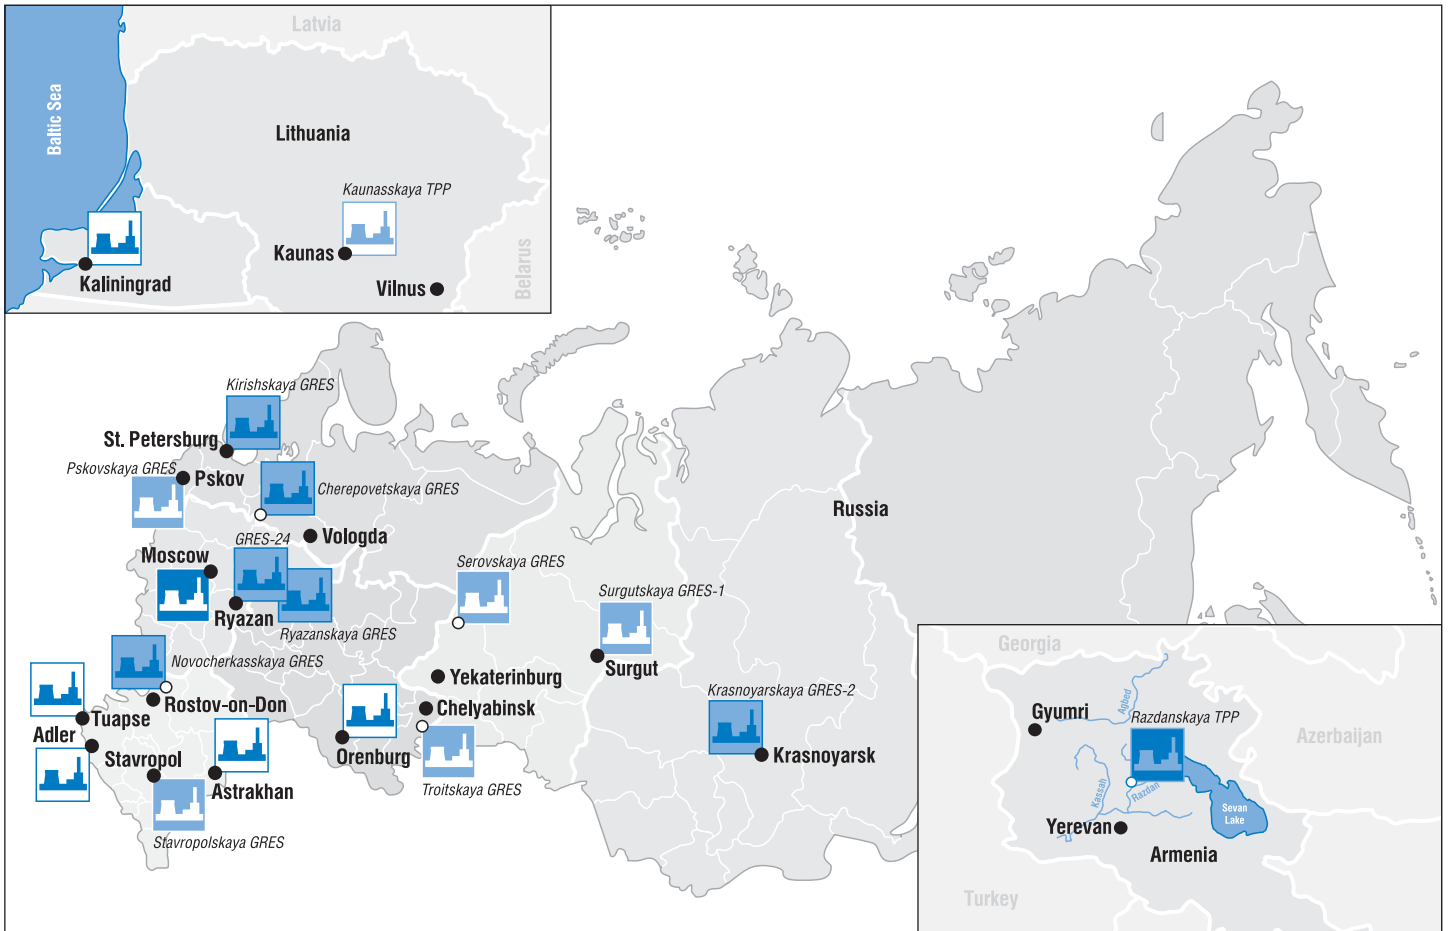 Latvia
Baltic Sea
Lithuania
Kaunasskaya TPP
Kaunas
Belarus
Kaliningrad
Vilnus
Kirishskaya GRES
St. Petersburg
Pskovskaya GRES
Pskov
Cherepovetskaya GRES
Russia
Vologda
GRES-24
Moscow
Serovskaya GRES
Surgutskaya GRES-1
Ryazan
Ryazanskaya GRES
Novocherkasskaya GRES
Surgut
Yekaterinburg
Krasnoyarskaya GRES-2
Rostov-on-Don
Chelyabinsk
Tuapse
Adler
Orenburg
Krasnoyarsk
Stavropol
Astrakhan
Troitskaya GRES
Stavropolskaya GRES
Georgia
Agbed
Gyumri
Razdanskaya TPP
Azerbaijan
Kassah
Razdan
Sevan
Lake
Yerevan
Armenia
Turkey